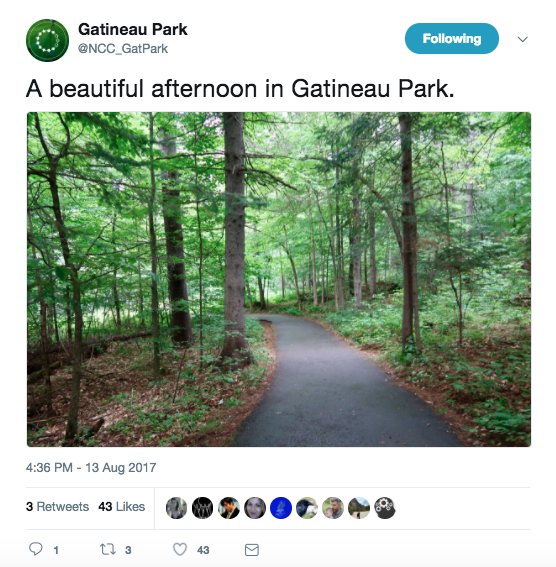 Gatineau Park
@NCC_GatPark
Following
A beautiful afternoon in Gatineau Park.
4:36 PM - 13 Aug 2017
3 Retweets 43 Likes
1 3 43